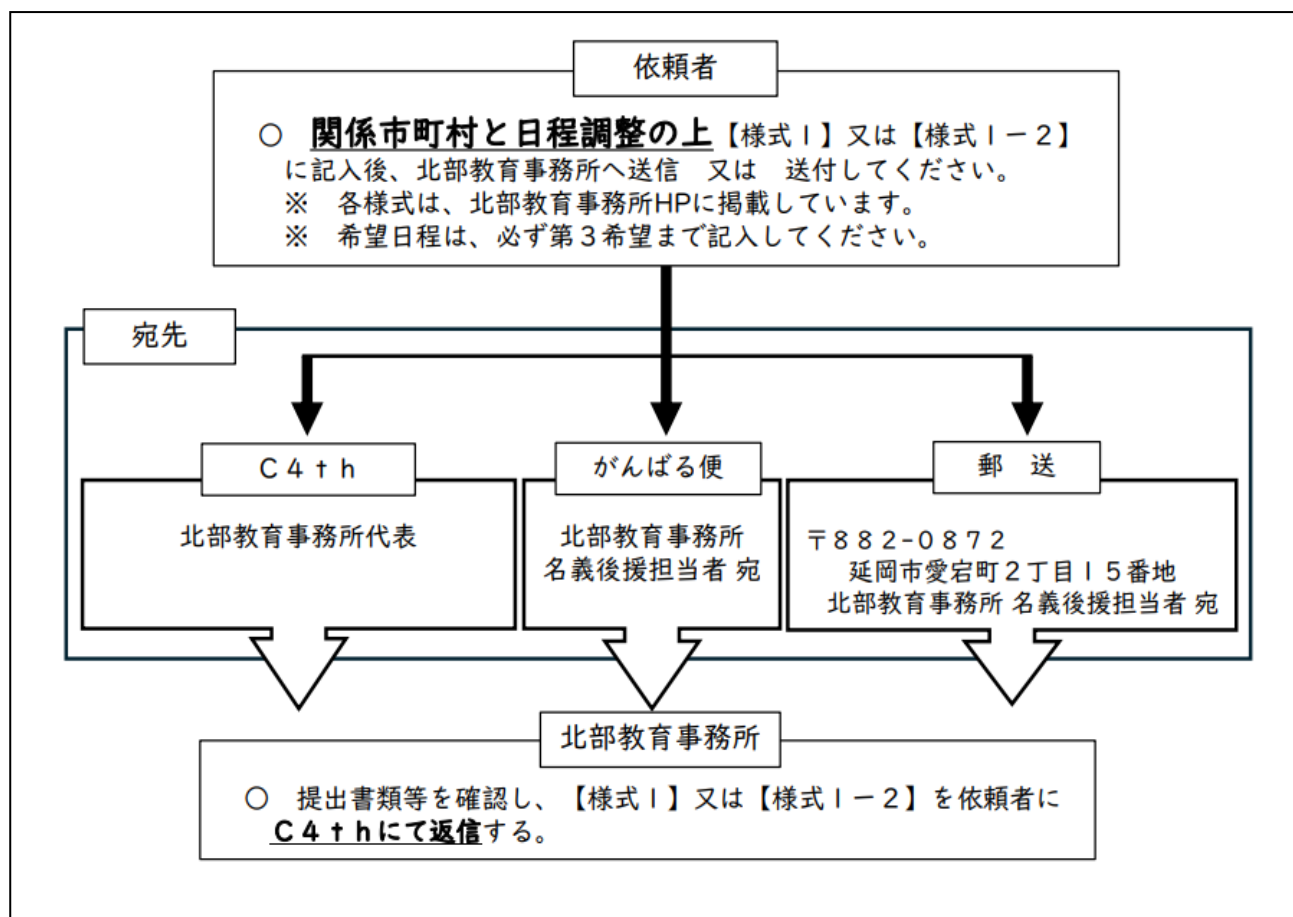 依頼者
○　関係市町村と日程調整の上【様式１】又は【様式１－２】
に記入後、北部教育事務所へ送信　又は　送付してください。
※　各様式は、北部教育事務所HPに掲載しています。
※　希望日程は、必ず第３希望まで記入してください。
宛先
Ｃ４ｔｈ
北部教育事務所代表
がんばる便
北部教育事務所
名義後援担当者 宛
郵　送
〒８８２-０８７２
延岡市愛宕町２丁目１５番地
北部教育事務所 名義後援担当者 宛
北部教育事務所
○　提出書類等を確認し、【様式１】又は【様式１－２】を依頼者に
Ｃ４ｔｈにて返信する。